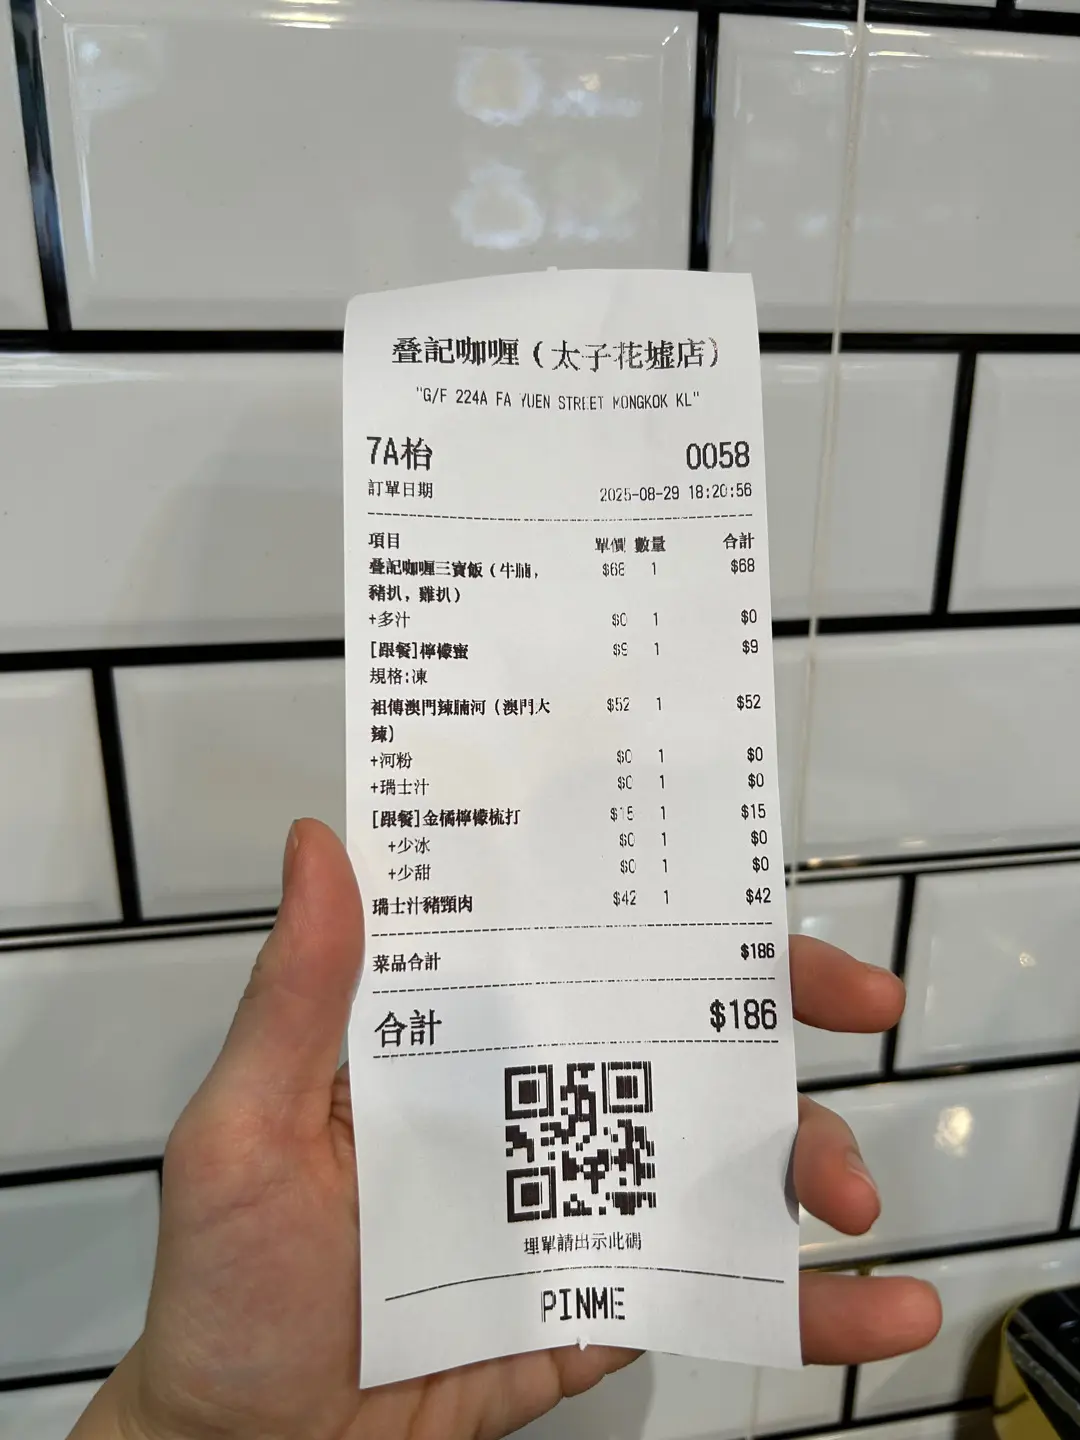 叠記咖喱（太子花墟店）
"G/F 224A FA YUEN STREET MONGKOK KL"
7A枱 0058
訂單日期 2025-08-29 18:20:56
項目 單價 數量 合計
叠記咖喱三寶飯（牛腩， $68 1 $68
豬扒，雞扒）
+多汁 $0 1 $0
[跟餐]檸檬蜜 $9 1 $9
規格:凍
祖傳澳門辣腩河（澳門大 $52 1 $52
辣）
+河粉 $0 1 $0
+瑞士汁 $0 1 $0
[跟餐]金橘檸檬梳打 $15 1 $15
+少冰 $0 1 $0
+少甜 $0 1 $0
瑞士汁豬頸肉 $42 1 $42
菜品合計 $186
合計 $186
埋單請出示此碼
PINME